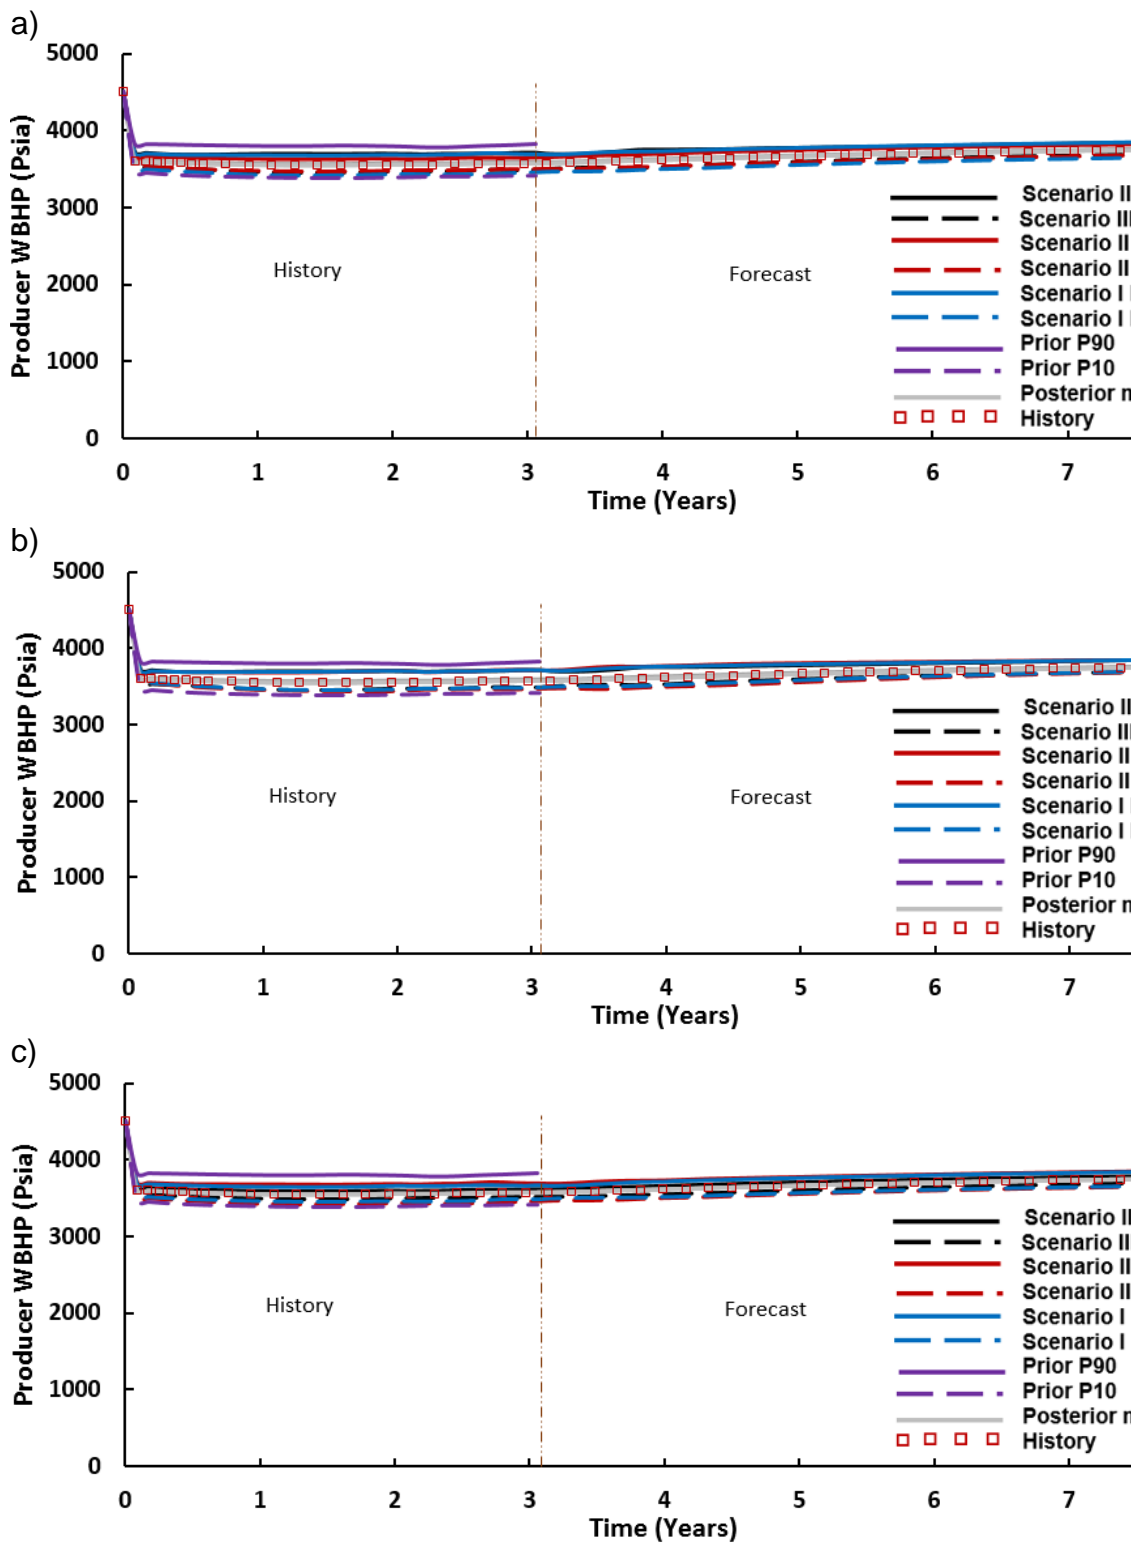 a)
5000
4000
3000
2000
1000
0
Producer WBHP (Psia)
History
Forecast
Scenario II
Scenario III
Scenario II
Scenario II
Scenario I
Scenario I
Prior P90
Prior P10
Posterior
History
0 1 2 3 4 5 6 7
Time (Years)
b)
5000
4000
3000
2000
1000
0
Producer WBHP (Psia)
History
Forecast
Scenario II
Scenario III
Scenario II
Scenario II
Scenario I
Scenario I
Prior P90
Prior P10
Posterior
History
0 1 2 3 4 5 6 7
Time (Years)
c)
5000
4000
3000
2000
1000
0
Producer WBHP (Psia)
History
Forecast
Scenario II
Scenario III
Scenario II
Scenario II
Scenario I
Scenario I
Prior P90
Prior P10
Posterior
History
0 1 2 3 4 5 6 7
Time (Years)